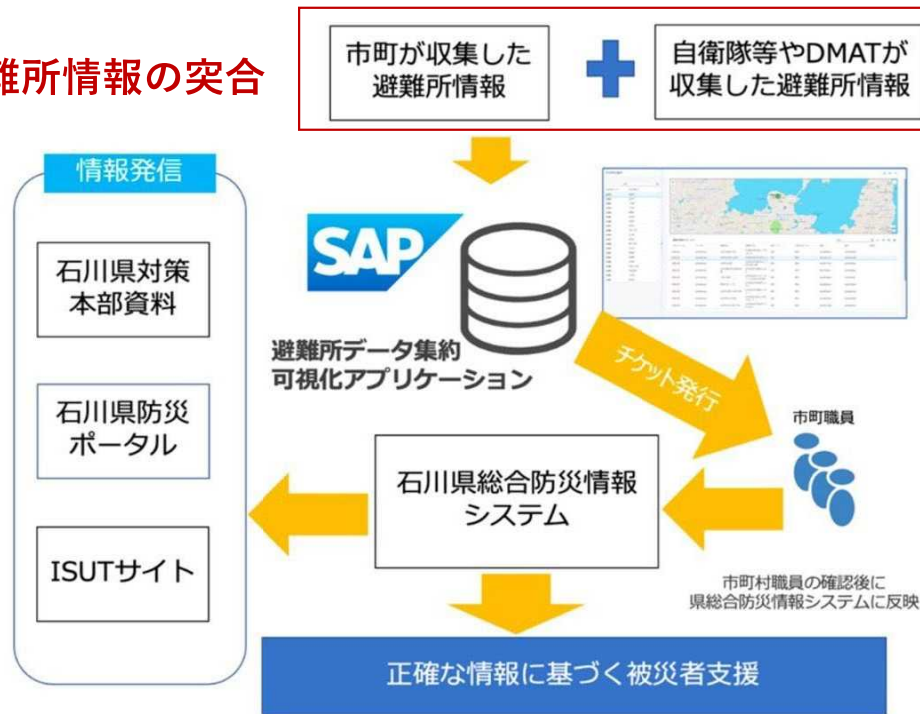 難所情報の突合
市町が収集した
避難所情報
自衛隊等やDMATが
収集した避難所情報
情報発信
石川県対策
本部資料
石川県防災
ポータル
ISUTサイト
SAP
避難所データ集約
可視化アプリケーション
チケット発行
市町職員
石川県総合防災情報
システム
市町村職員の確認後に
県総合防災情報システムに反映
正確な情報に基づく被災者支援